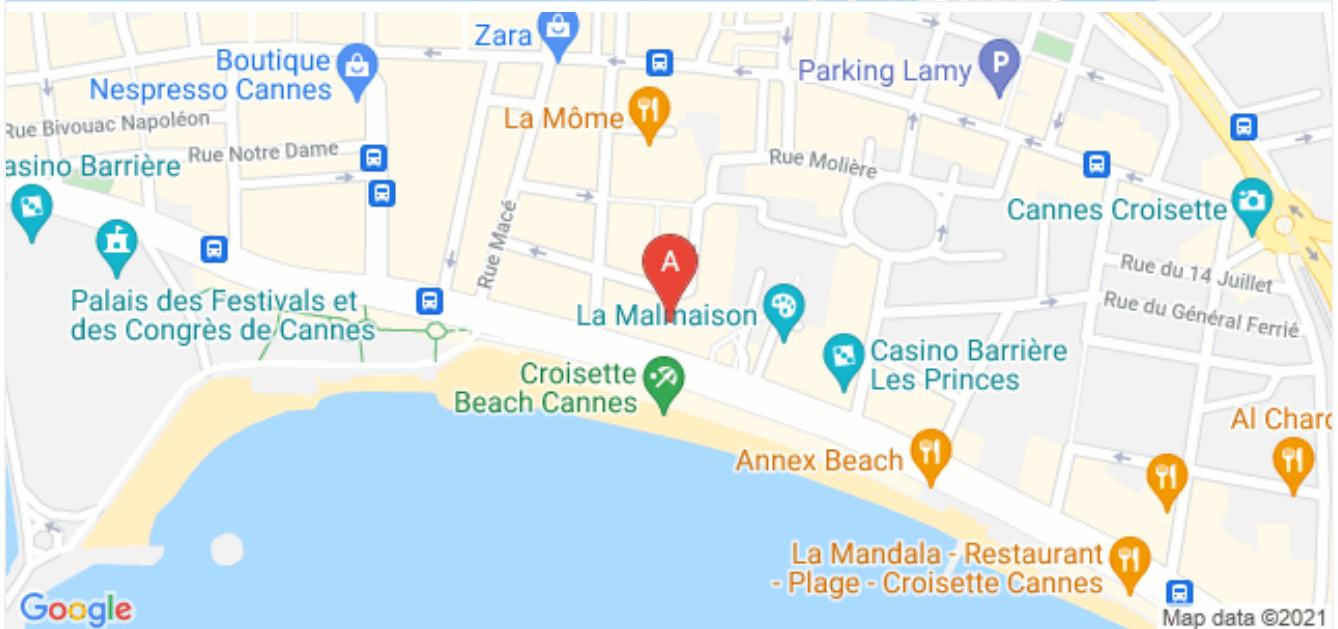 Zara
Boutique
Nespresso Cannes
Parking Lamy
P
La Môme
Rue Bivouac Napoléon
Rue Notre Dame
Rue Molière
asino Barrière
Cannes Croisette
Rue Macé
A
Rue du 14 Juillet
Palais des Festivals et
des Congrès de Cannes
La Malmaison
Rue du Général Ferrié
Croisette
Beach Cannes
Casino Barrière
Les Princes
Al Charc
Annex Beach
La Mandala - Restaurant
- Plage - Croisette Cannes
Google
Map data ©2021